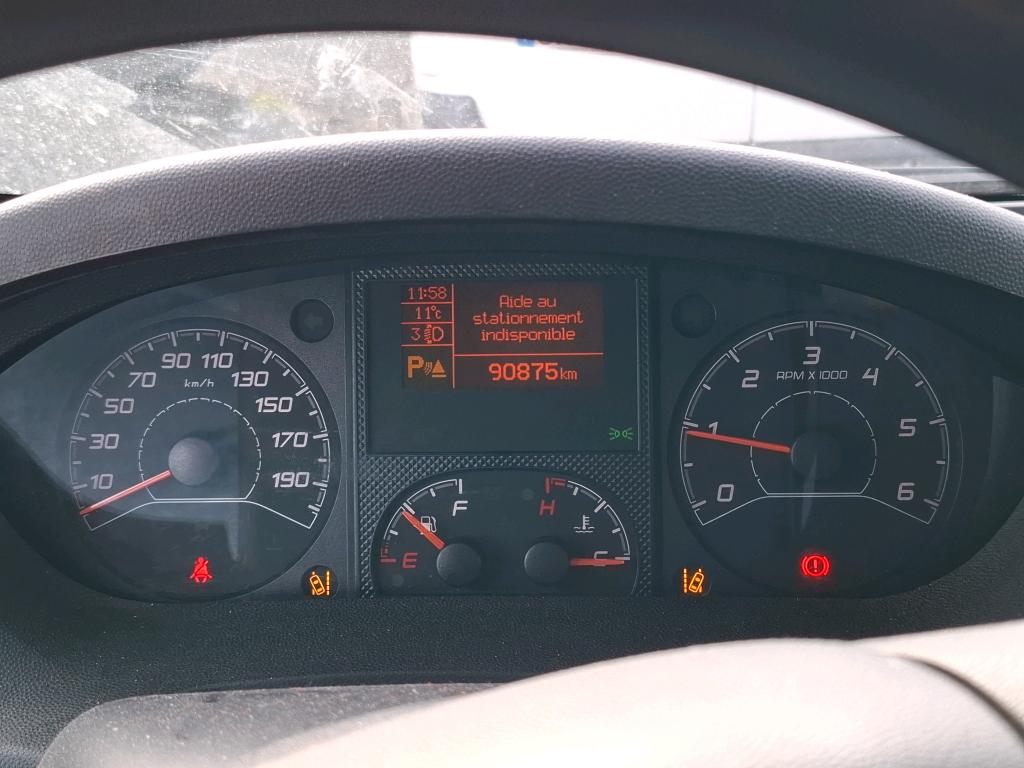 11:58
11°c
3
Aide au
stationnement
indisponible
P
90875km
10
30
50
70
90
110
130
150
170
190
km/h
0
1
2
3
4
5
6
RPM X 1000
E
F
H
C